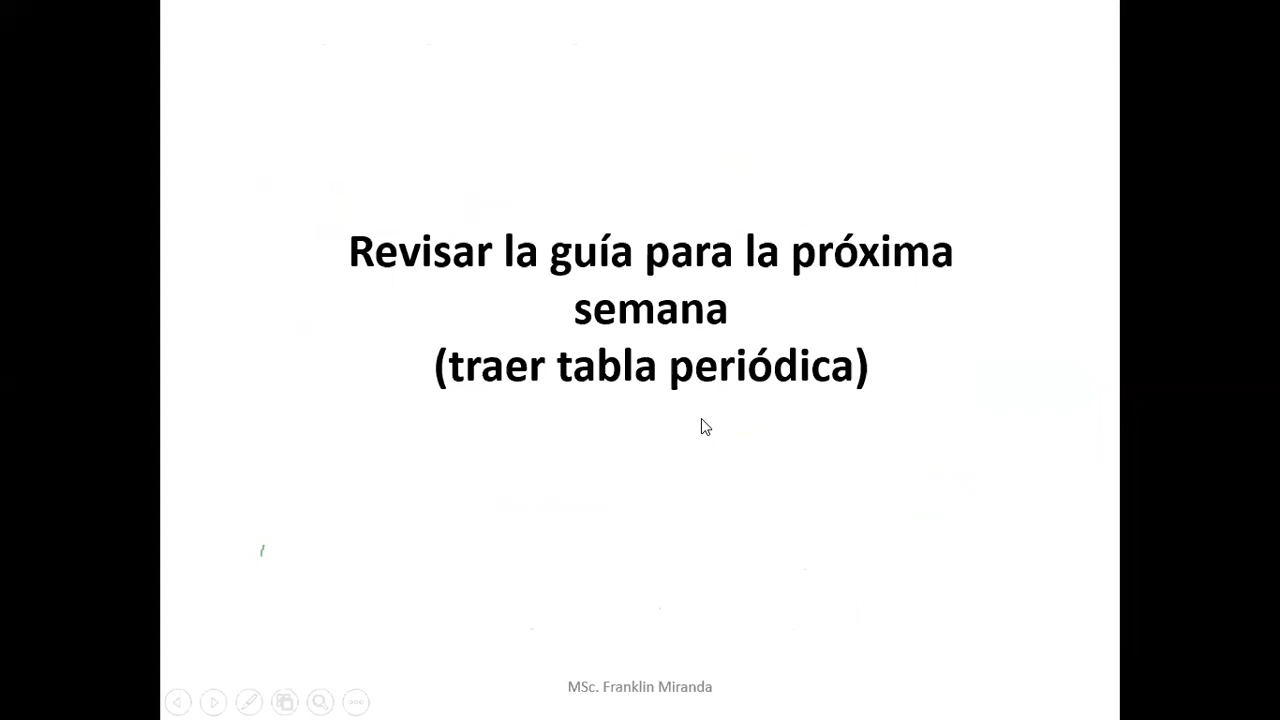 Revisar la guía para la próxima
semana
(traer tabla periódica)
MSc. Franklin Miranda